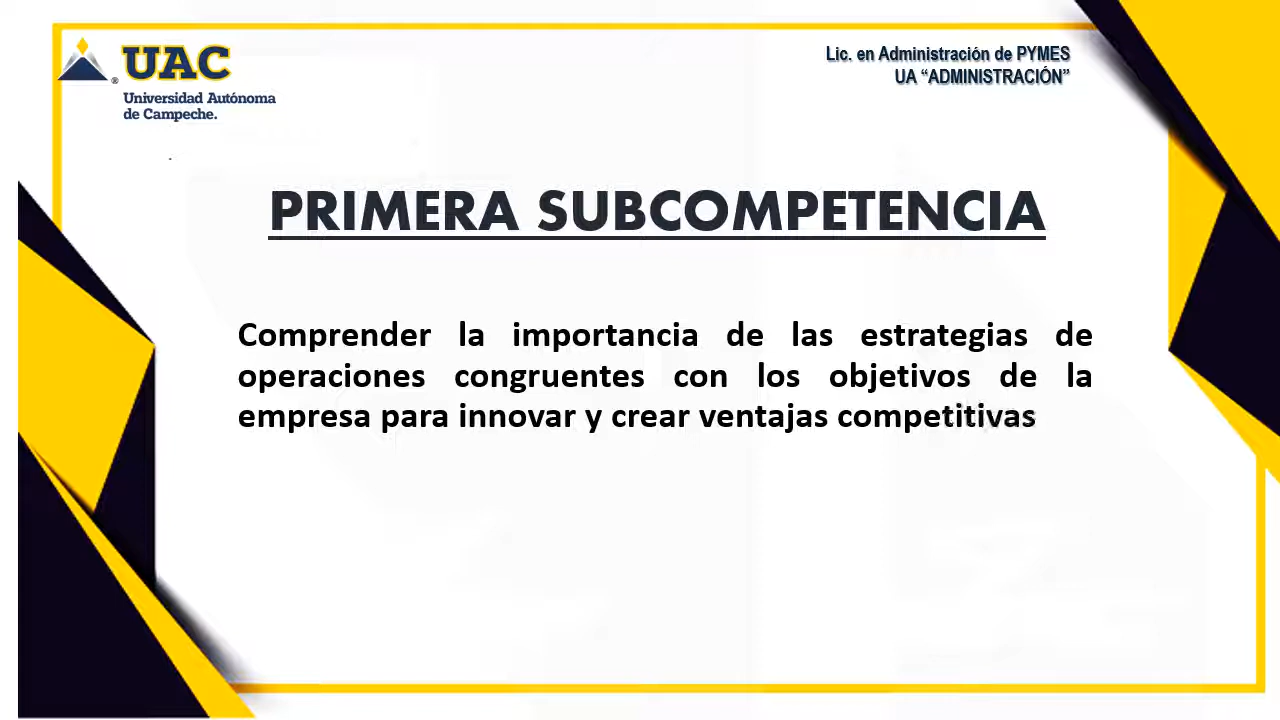 UAC
®
Universidad Autónoma
de Campeche.
Lic. en Administración de PYMES
UA “ADMINISTRACIÓN”
PRIMERA SUBCOMPETENCIA
Comprender la importancia de las estrategias de
operaciones congruentes con los objetivos de la
empresa para innovar y crear ventajas competitivas